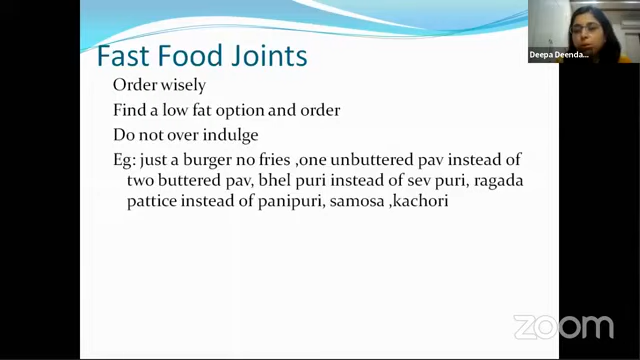 Fast Food Joints
Order wisely
Find a low fat option and order
Do not over indulge
Eg: just a burger no fries ,one unbuttered pav instead of
two buttered pav, bhel puri instead of sev puri, ragada
pattice instead of panipuri, samosa ,kachori
Deepa Deenda...
zoom